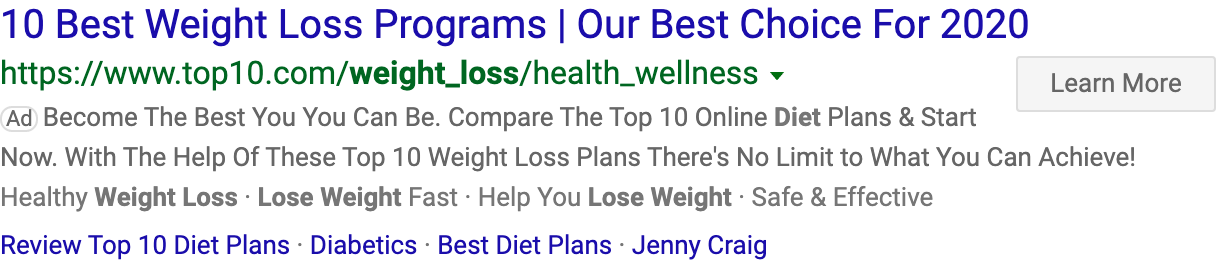 10 Best Weight Loss Programs | Our Best Choice For 2020
https://www.top10.com/weight_loss/health_wellness
Learn More
Ad Become The Best You You Can Be. Compare The Top 10 Online Diet Plans & Start
Now. With The Help Of These Top 10 Weight Loss Plans There's No Limit to What You Can Achieve!
Healthy Weight Loss · Lose Weight Fast · Help You Lose Weight · Safe & Effective
Review Top 10 Diet Plans · Diabetics · Best Diet Plans · Jenny Craig